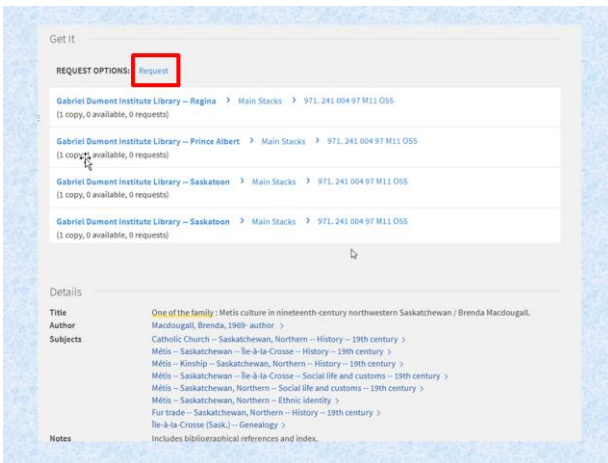 Get It
REQUEST OPTIONS: Request
Gabriel Dumont Institute Library -- Regina > Main Stacks > 971. 241 004 97 M11 OS5
(1 copy, 0 available, 0 requests)
Gabriel Dumont Institute Library -- Prince Albert > Main Stacks > 971. 241 004 97 M11 OS5
(1 copy, available, 0 requests)
Gabriel Dumont Institute Library -- Saskatoon > Main Stacks > 971. 241 004 97 M11 OS5
(1 copy, 0 available, 0 requests)
Gabriel Dumont Institute Library -- Saskatoon > Main Stacks > 971. 241 004 97 M11 OS5
(1 copy, 0 available, 0 requests)
Details
Title One of the family : Metis culture in nineteenth-century northwestern Saskatchewan / Brenda Macdougall.
Author Macdougall, Brenda, 1969- author >
Subjects Catholic Church -- Saskatchewan, Northern -- History -- 19th century >
Métis -- Saskatchewan -- Île-à-la-Crosse -- History -- 19th century >
Métis -- Kinship -- Saskatchewan, Northern -- History -- 19th century >
Métis -- Saskatchewan -- Île-à-la-Crosse -- Social life and customs -- 19th century >
Métis -- Saskatchewan, Northern -- Social life and customs -- 19th century >
Métis -- Saskatchewan, Northern -- Ethnic identity >
Fur trade -- Saskatchewan, Northern -- History -- 19th century >
Île-à-la-Crosse (Sask.) -- Genealogy >
Notes Includes bibliographical references and index.